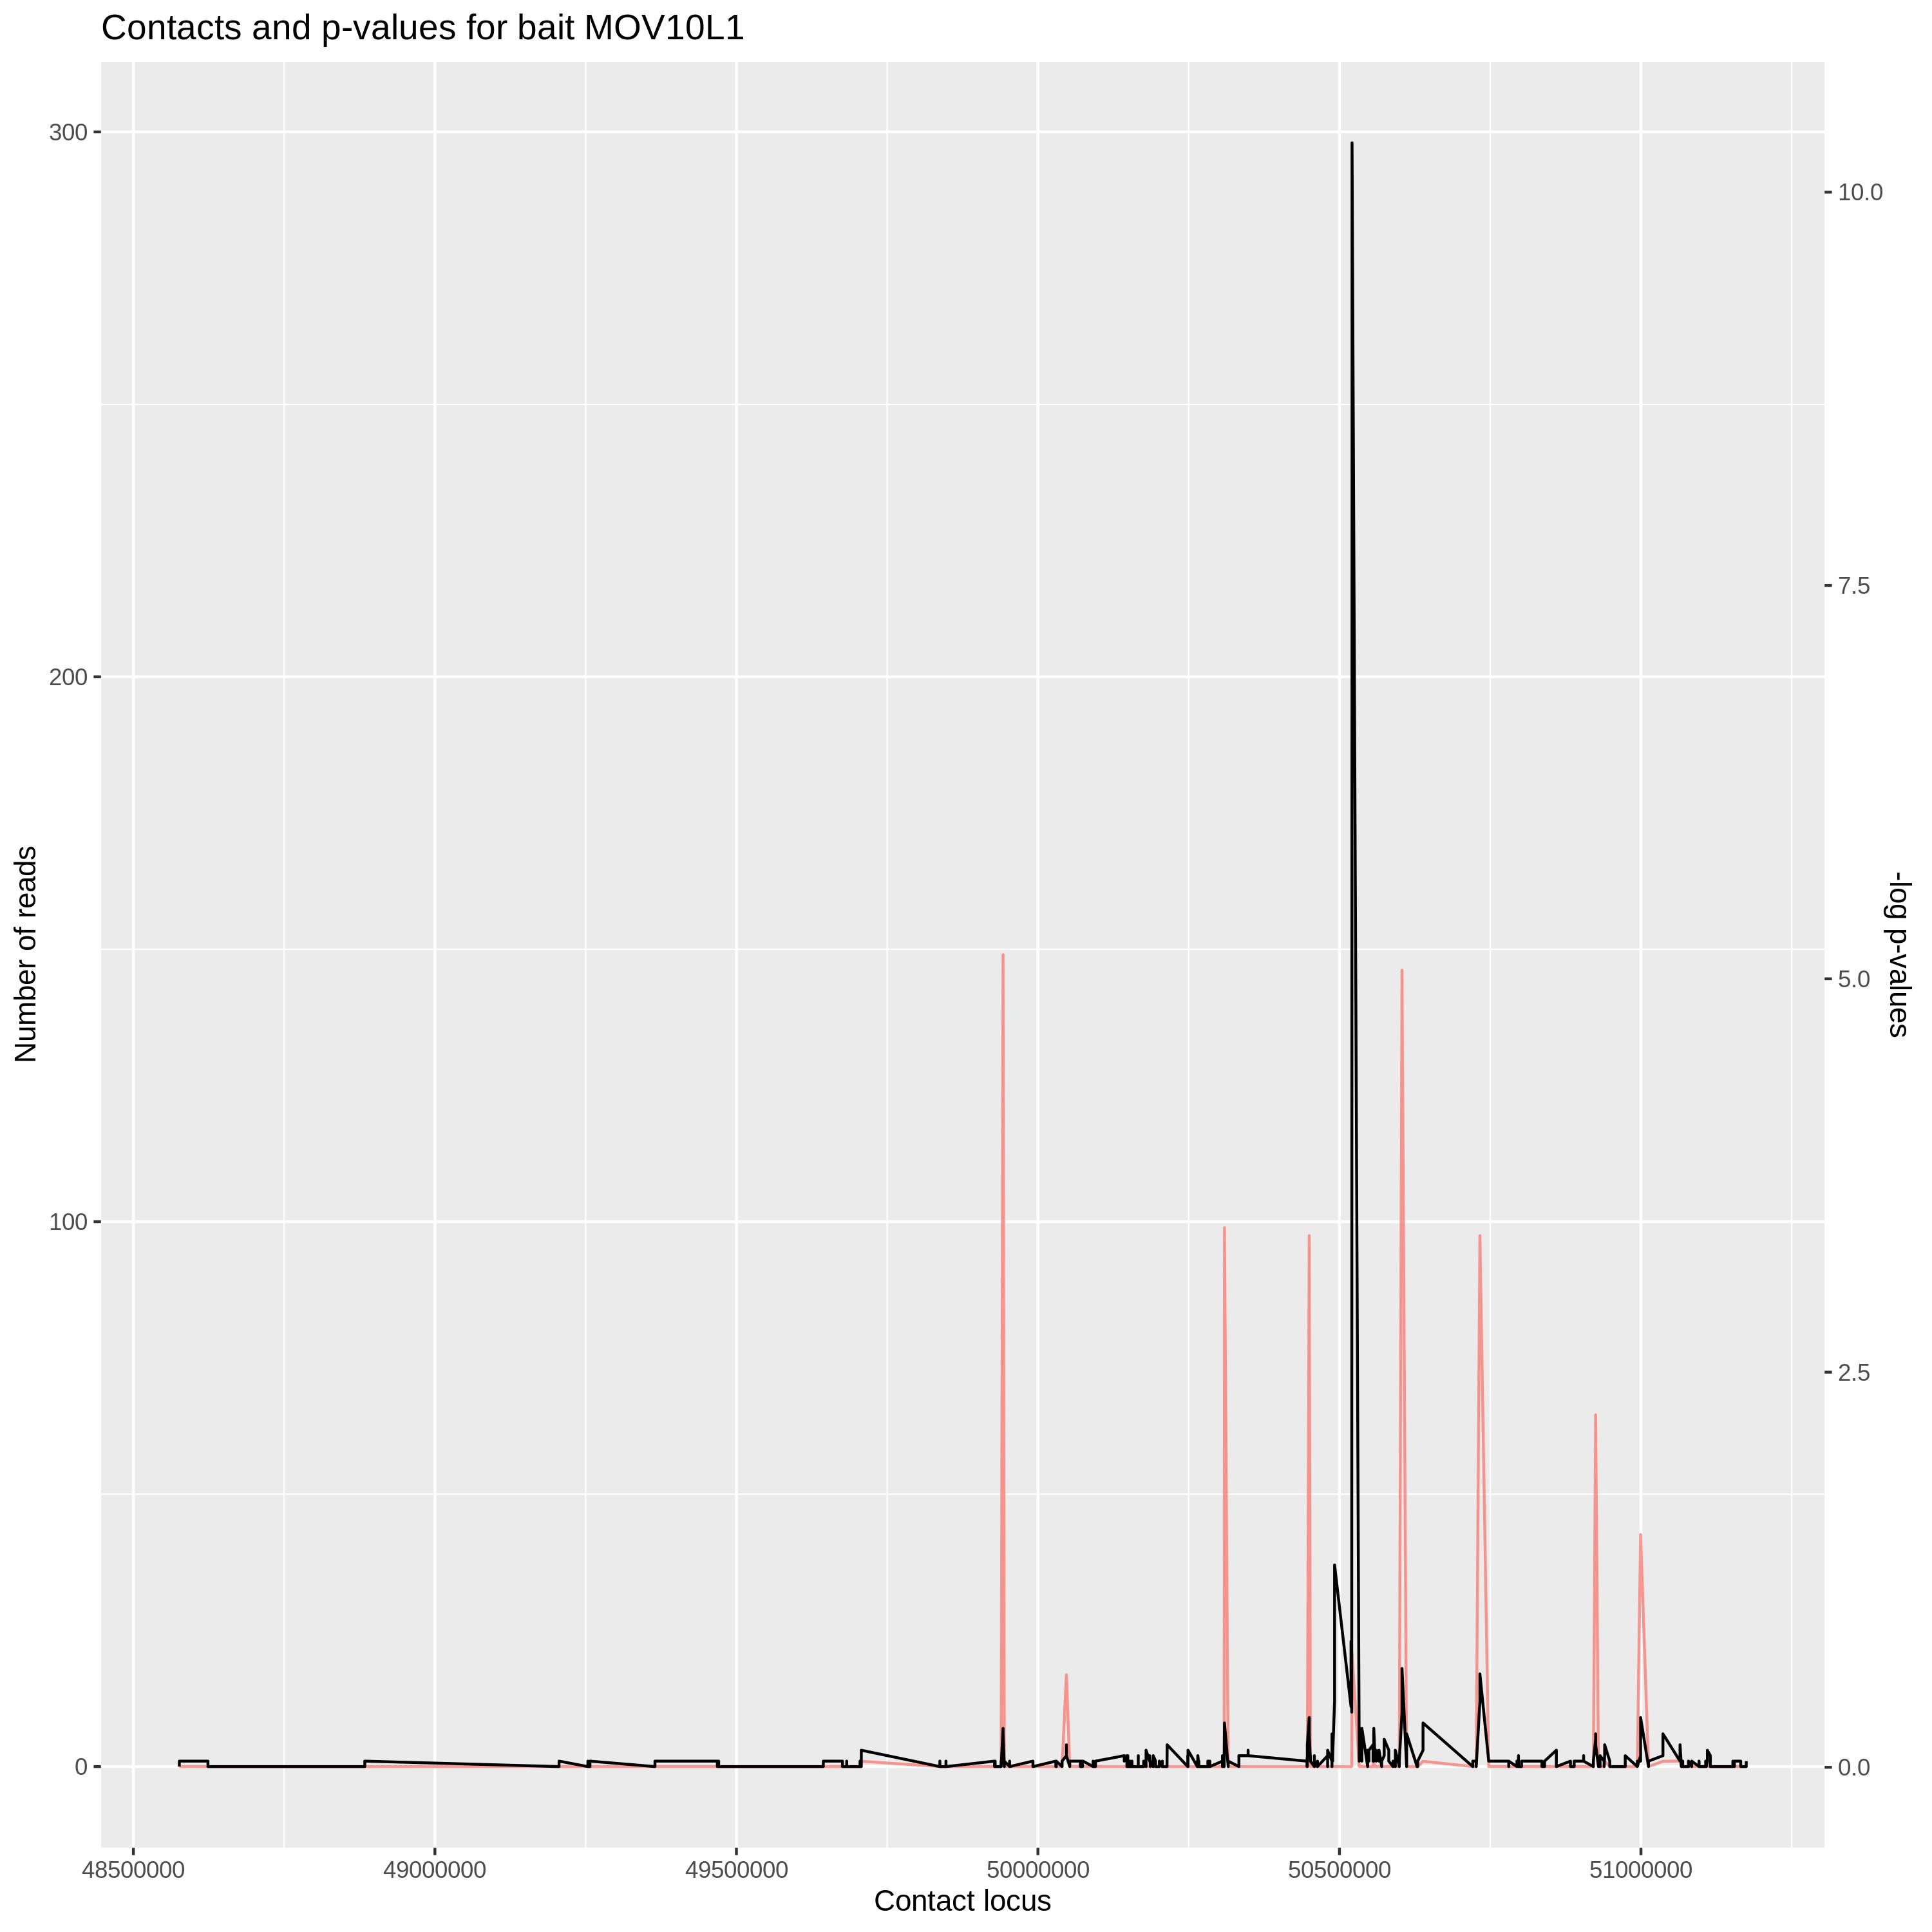 Contacts and p-values for bait MOV10L1
300
200
100
0
Number of reads
10.0
7.5
5.0
2.5
0.0
-log p-values
48500000 49000000 49500000 50000000 50500000 51000000
Contact locus